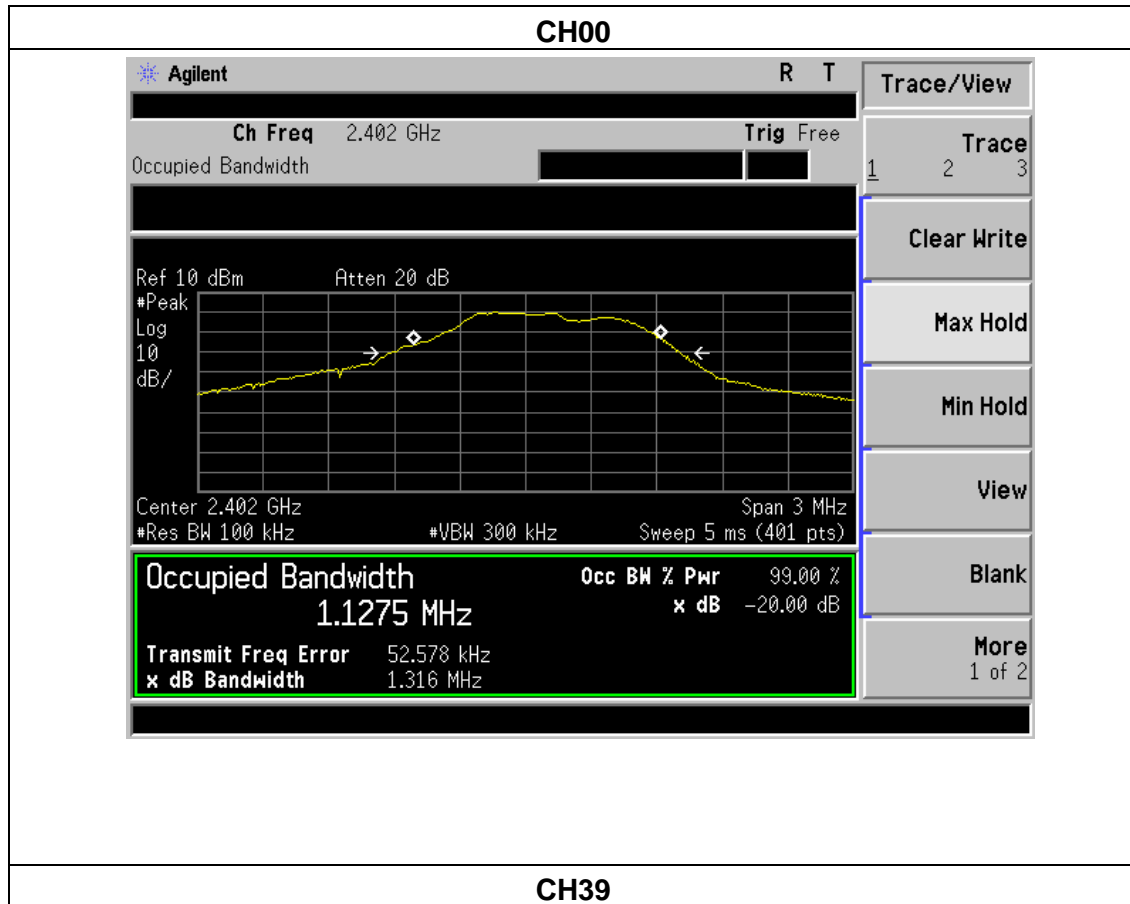 CH00
Agilent R T
Ch Freq 2.402 GHz Trig Free
Occupied Bandwidth
Ref 10 dBm Atten 20 dB
#Peak
Log
10
dB/
Center 2.402 GHz Span 3 MHz
#Res BW 100 kHz #VBW 300 kHz Sweep 5 ms (401 pts)
Occupied Bandwidth Occ BW % Pwr 99.00 %
1.1275 MHz x dB -20.00 dB
Transmit Freq Error 52.578 kHz
x dB Bandwidth 1.316 MHz
Trace/View
Trace
1 2 3
Clear Write
Max Hold
Min Hold
View
Blank
More
1 of 2
CH39